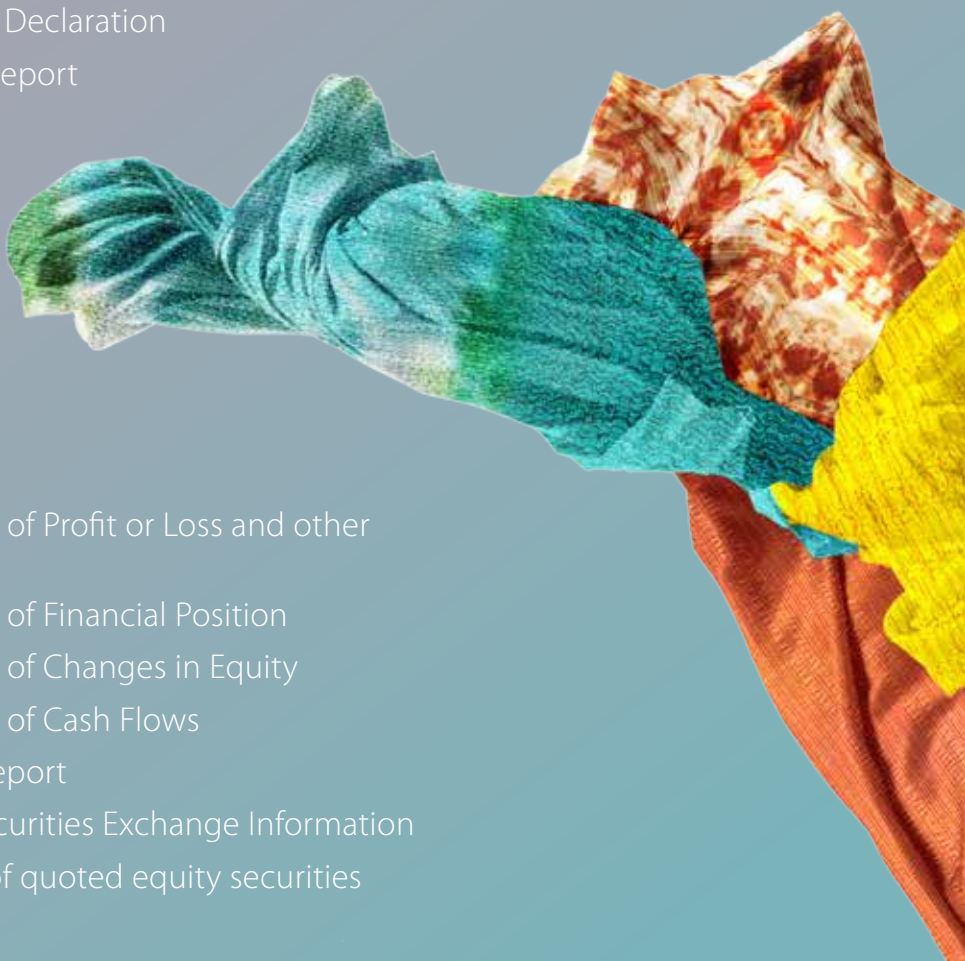 Declaration
eport
of Profit or Loss and other
of Financial Position
of Changes in Equity
of Cash Flows
eport
curities Exchange Information
of quoted equity securities